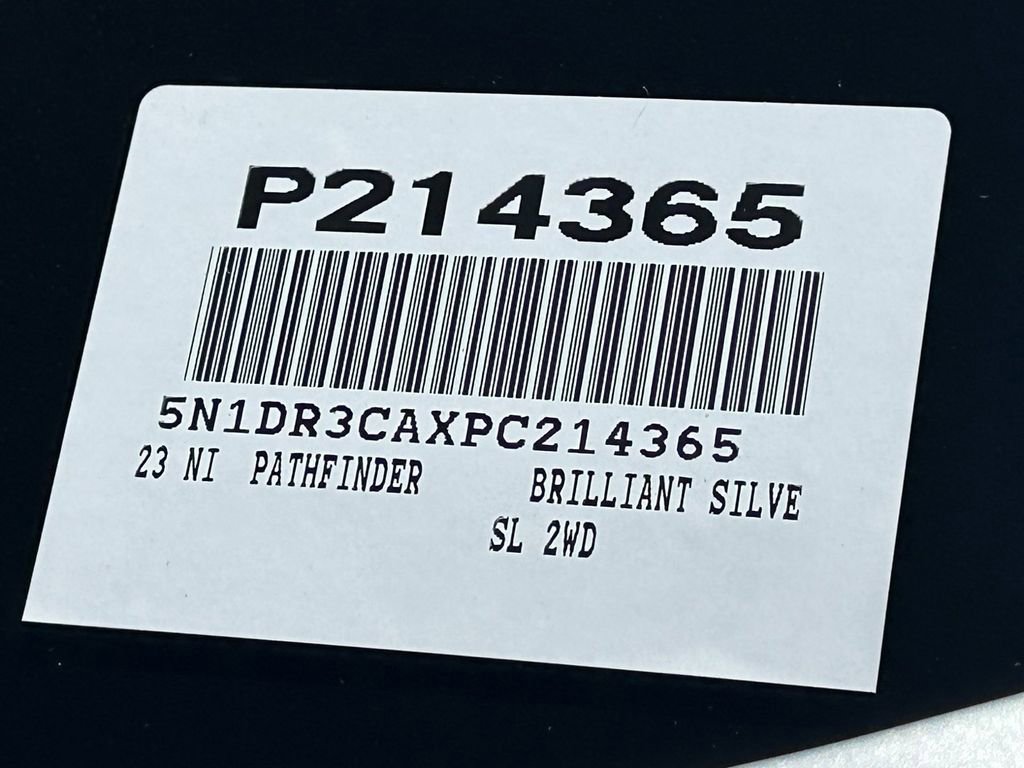 P214365
5N1DR3CAXPC214365
23 NI PATHFINDER BRILLIANT SILVE
SL 2WD